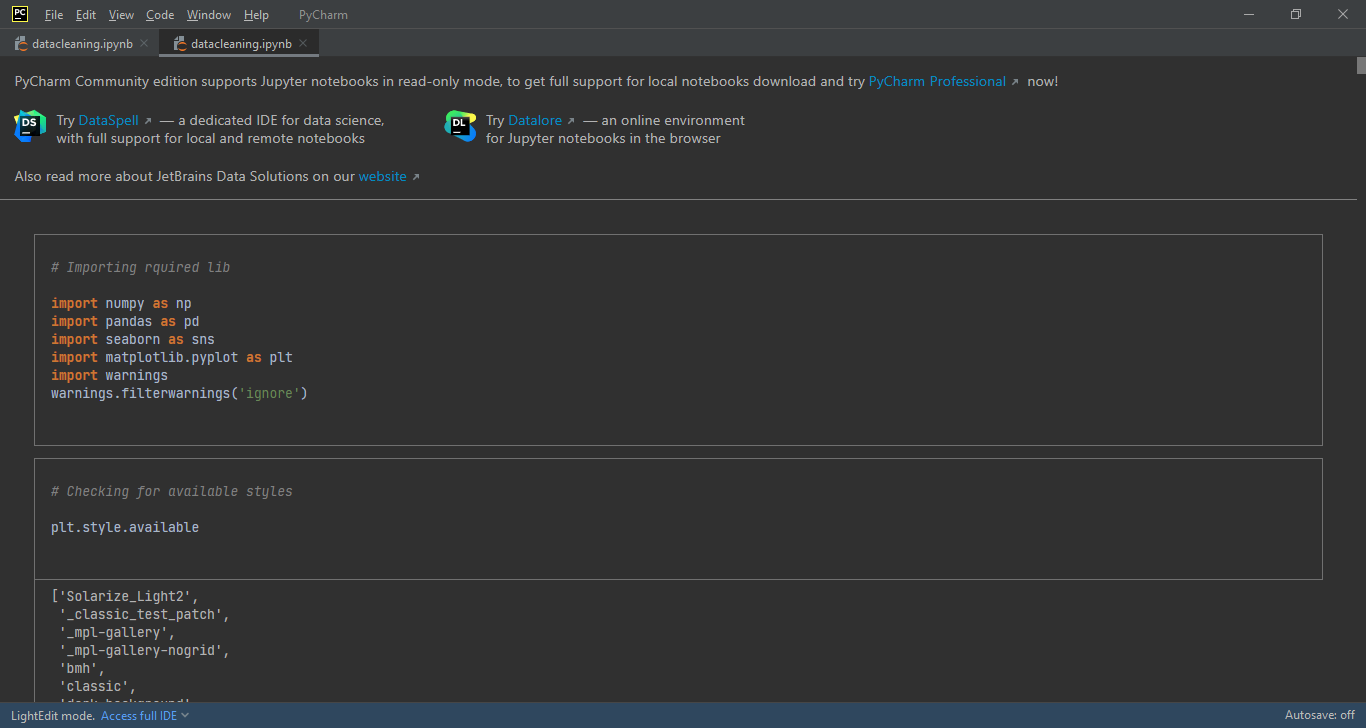 PC File Edit View Code Window Help PyCharm
datacleaning.ipynb datacleaning.ipynb
PyCharm Community edition supports Jupyter notebooks in read-only mode, to get full support for local notebooks download and try PyCharm Professional ↗ now!
DS Try DataSpell ↗ — a dedicated IDE for data science,
with full support for local and remote notebooks
DL Try Datalore ↗ — an online environment
for Jupyter notebooks in the browser
Also read more about JetBrains Data Solutions on our website ↗
# Importing rquired lib
import numpy as np
import pandas as pd
import seaborn as sns
import matplotlib.pyplot as plt
import warnings
warnings.filterwarnings('ignore')
# Checking for available styles
plt.style.available
['Solarize_Light2',
'_classic_test_patch',
'_mpl-gallery',
'_mpl-gallery-nogrid',
'bmh',
'classic',
LightEdit mode. Access full IDE Autosave: off